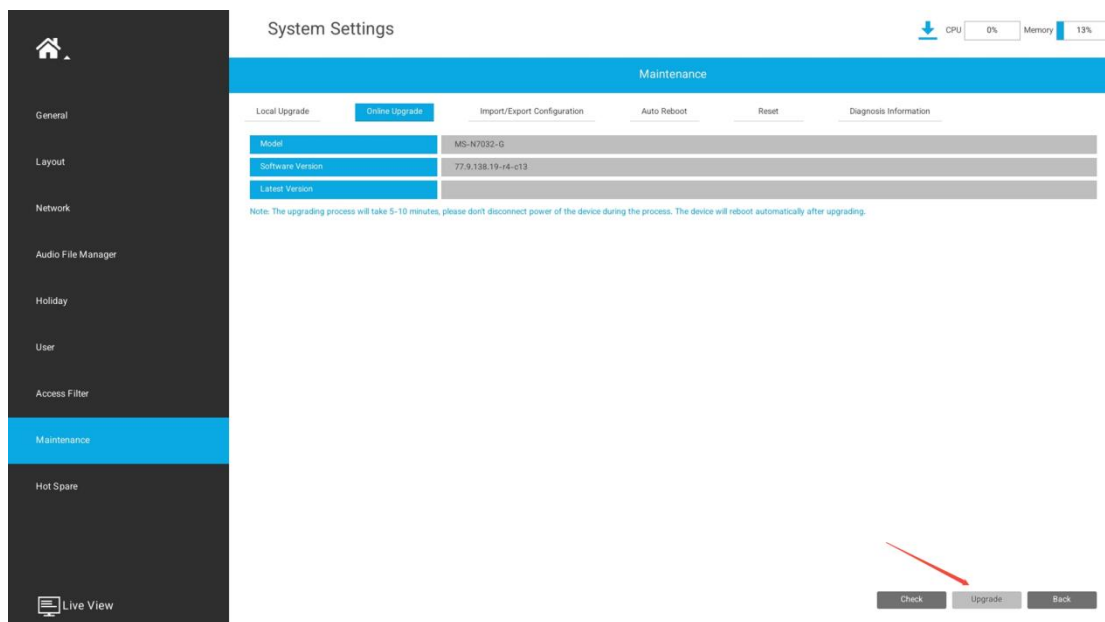 System Settings
CPU 0% Memory 13%
Maintenance
General
Layout
Network
Audio File Manager
Holiday
User
Access Filter
Maintenance
Hot Spare
Live View
Local Upgrade Online Upgrade Import/Export Configuration Auto Reboot Reset Diagnosis Information
Model MS-N7032-G
Software Version 77.9.138.19-r4-c13
Latest Version
Note: The upgrading process will take 5-10 minutes, please don't disconnect power of the device during the process. The device will reboot automatically after upgrading.
Check Upgrade Back